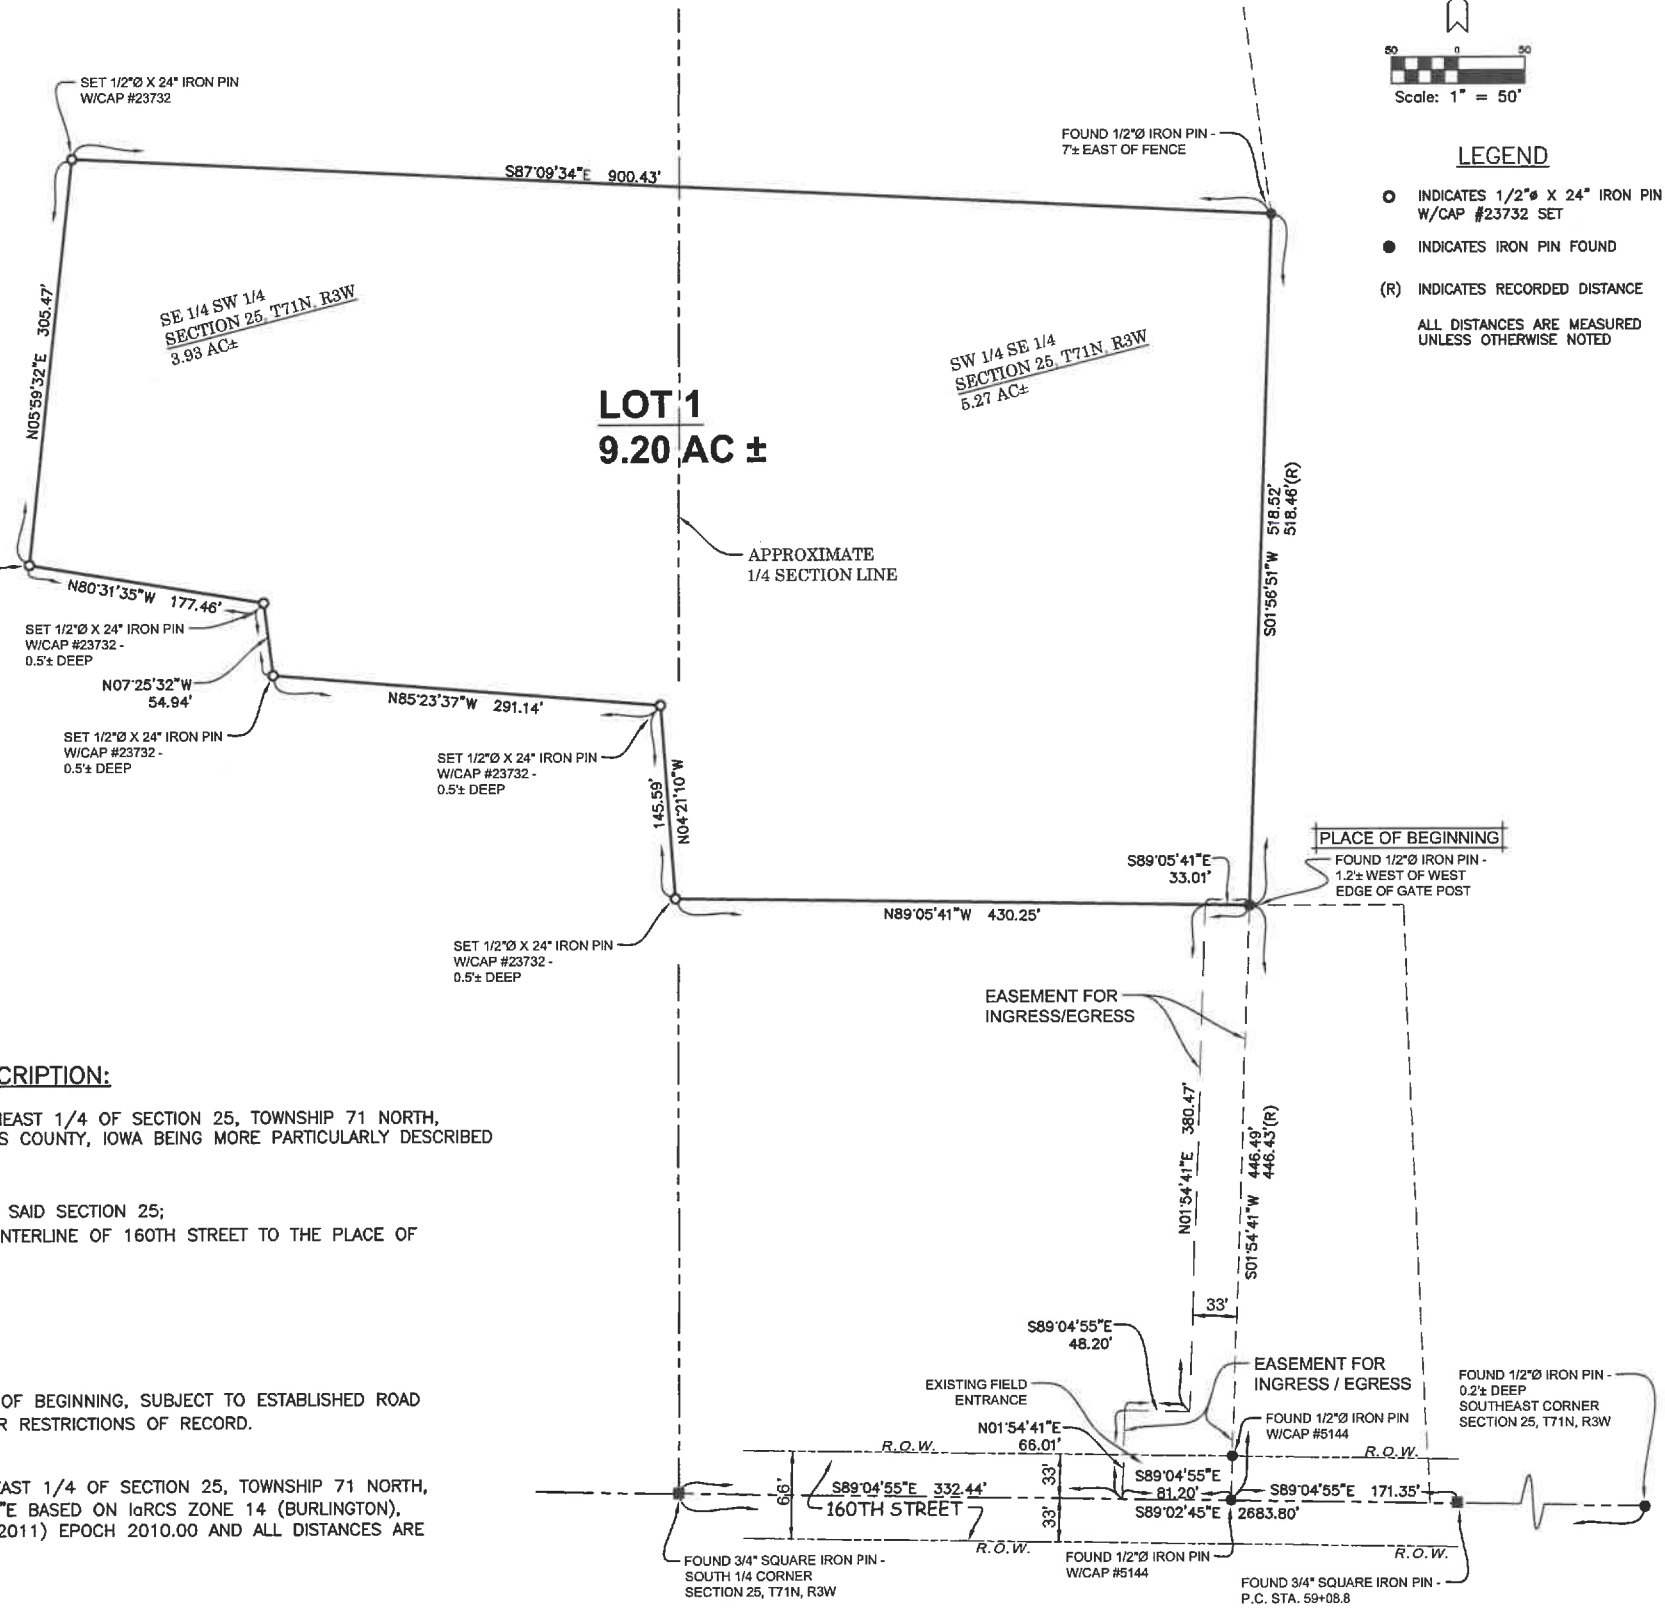 50 0 50
Scale: 1" = 50'
LEGEND
INDICATES 1/2"Ø X 24" IRON PIN
W/CAP #23732 SET
INDICATES IRON PIN FOUND
(R) INDICATES RECORDED DISTANCE
ALL DISTANCES ARE MEASURED
UNLESS OTHERWISE NOTED
SET 1/2"Ø X 24" IRON PIN
W/CAP #23732
FOUND 1/2"Ø IRON PIN -
7'± EAST OF FENCE
S87°09'34"E 900.43'
N05°59'32"E 305.47'
SE 1/4 SW 1/4
SECTION 25, T71N, R3W
3.93 AC±
SW 1/4 SE 1/4
SECTION 25, T71N, R3W
5.27 AC±
LOT 1
9.20 AC ±
S01°56'51"W 518.52'
518.46'(R)
APPROXIMATE
1/4 SECTION LINE
N80°31'35"W 177.46'
SET 1/2"Ø X 24" IRON PIN
W/CAP #23732 -
0.5'± DEEP
N07°25'32"W
54.94'
N85°23'37"W 291.14'
SET 1/2"Ø X 24" IRON PIN
W/CAP #23732 -
0.5'± DEEP
SET 1/2"Ø X 24" IRON PIN
W/CAP #23732 -
0.5'± DEEP
145.59'
N04°21'10"W
PLACE OF BEGINNING
FOUND 1/2"Ø IRON PIN -
1.2'± WEST OF WEST
EDGE OF GATE POST
S89°05'41"E
33.01'
N89°05'41"W 430.25'
SET 1/2"Ø X 24" IRON PIN
W/CAP #23732 -
0.5'± DEEP
EASEMENT FOR
INGRESS/EGRESS
N01°54'41"E 380.47'
S01°54'41"W 446.49'
446.43'(R)
33'
S89°04'55"E
48.20'
EASEMENT FOR
INGRESS / EGRESS
EXISTING FIELD
ENTRANCE
N01°54'41"E
66.01'
FOUND 1/2"Ø IRON PIN
W/CAP #5144
FOUND 1/2"Ø IRON PIN -
0.2'± DEEP
SOUTHEAST CORNER
SECTION 25, T71N, R3W
R.O.W.
R.O.W.
66'
33'
33'
S89°04'55"E 332.44'
160TH STREET
S89°04'55"E
81.20'
S89°04'55"E 171.35'
S89°02'45"E 2683.80'
R.O.W.
R.O.W.
FOUND 3/4" SQUARE IRON PIN -
SOUTH 1/4 CORNER
SECTION 25, T71N, R3W
FOUND 1/2"Ø IRON PIN
W/CAP #5144
FOUND 3/4" SQUARE IRON PIN -
P.C. STA. 59+08.8
CRIPTION:
EAST 1/4 OF SECTION 25, TOWNSHIP 71 NORTH,
S COUNTY, IOWA BEING MORE PARTICULARLY DESCRIBED
SAID SECTION 25;
NTERLINE OF 160TH STREET TO THE PLACE OF
OF BEGINNING, SUBJECT TO ESTABLISHED ROAD
R RESTRICTIONS OF RECORD.
EAST 1/4 OF SECTION 25, TOWNSHIP 71 NORTH,
"E BASED ON IaRCS ZONE 14 (BURLINGTON),
2011) EPOCH 2010.00 AND ALL DISTANCES ARE